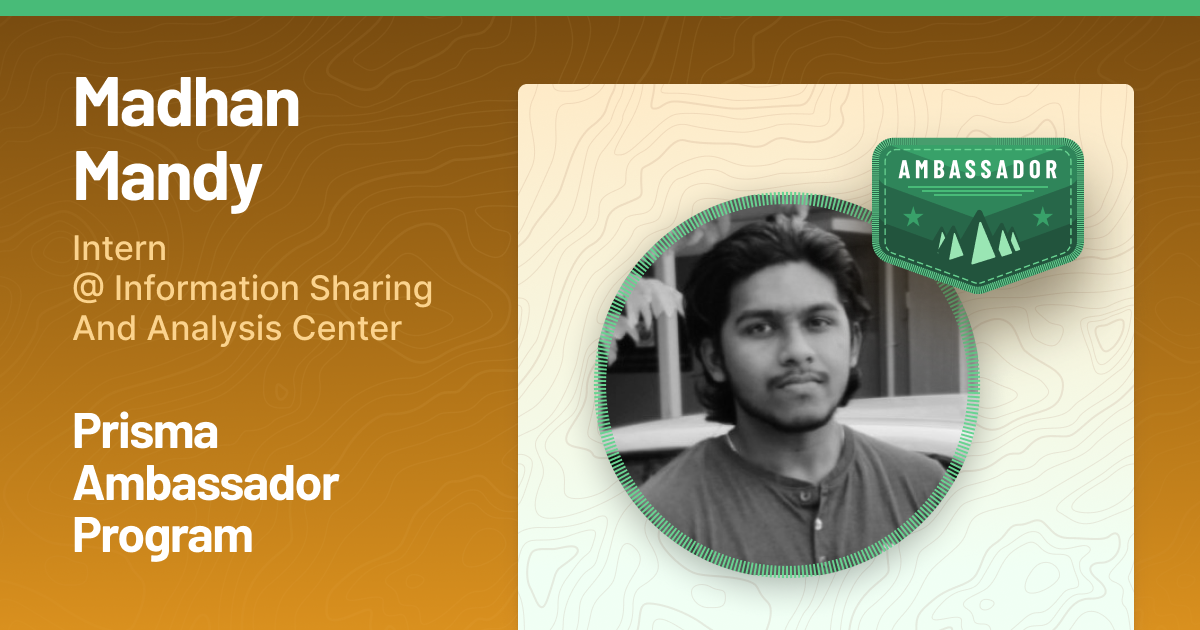 Madhan
Mandy
Intern
@ Information Sharing
And Analysis Center
Prisma
Ambassador
Program
AMBASSADOR